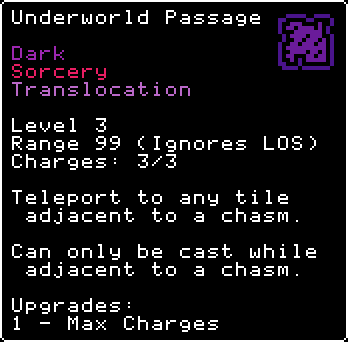 Underworld Passage
Dark
Sorcery
Translocation
Level 3
Range 99 (Ignores LOS)
Charges: 3/3
Teleport to any tile
adjacent to a chasm.
Can only be cast while
adjacent to a chasm.
Upgrades:
1 - Max Charges